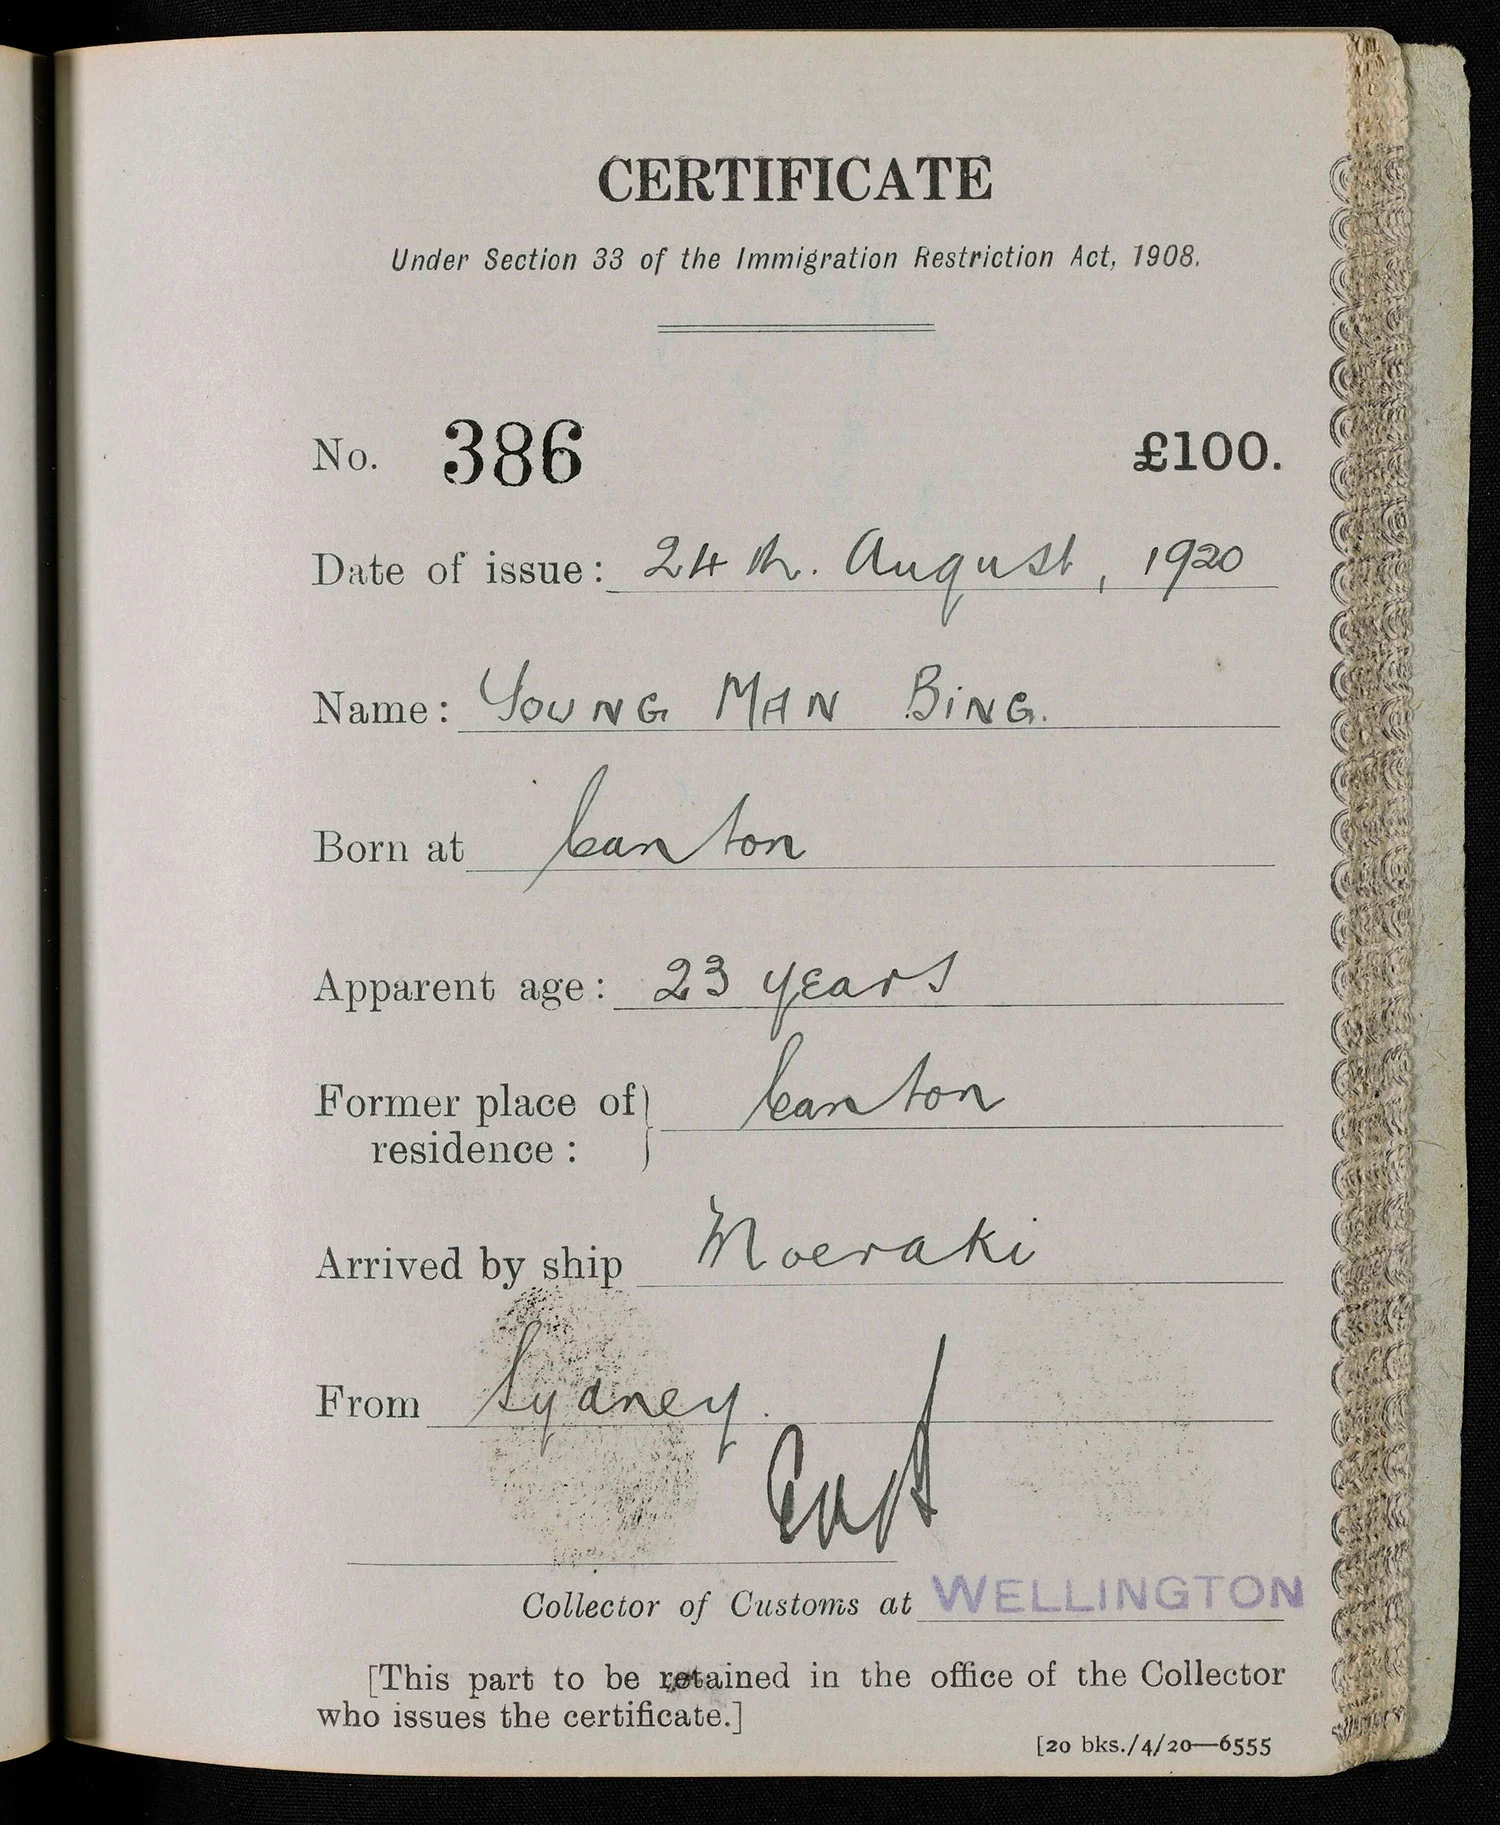 CERTIFICATE
Under Section 33 of the Immigration Restriction Act, 1908.
No. 386 £100.
Date of issue: 24th. August, 1920
Name: YOUNG MAN BING.
Born at Canton
Apparent age: 23 years
Former place of residence: Canton
Arrived by ship Moeraki
From Sydney.
Collector of Customs at WELLINGTON
[This part to be retained in the office of the Collector
who issues the certificate.]
[20 bks./4/20—6555